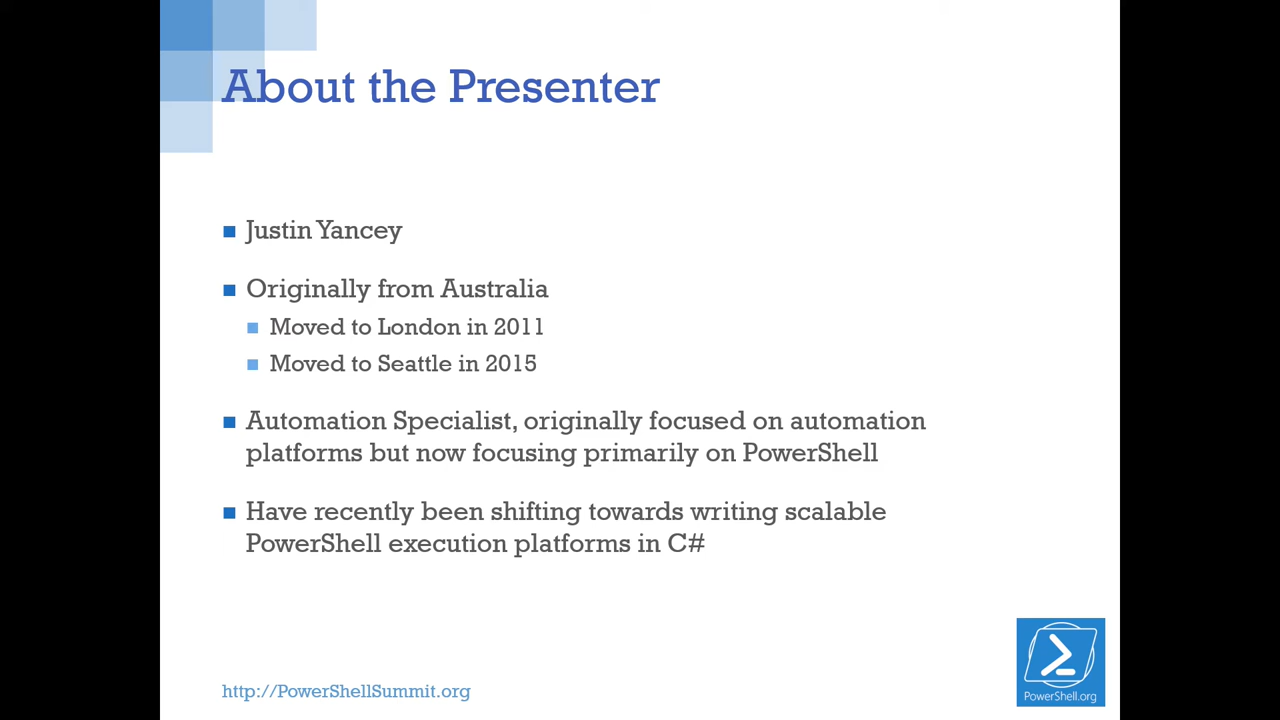 About the Presenter
Justin Yancey
Originally from Australia
Moved to London in 2011
Moved to Seattle in 2015
Automation Specialist, originally focused on automation
platforms but now focusing primarily on PowerShell
Have recently been shifting towards writing scalable
PowerShell execution platforms in C#
http://PowerShellSummit.org
PowerShell.org